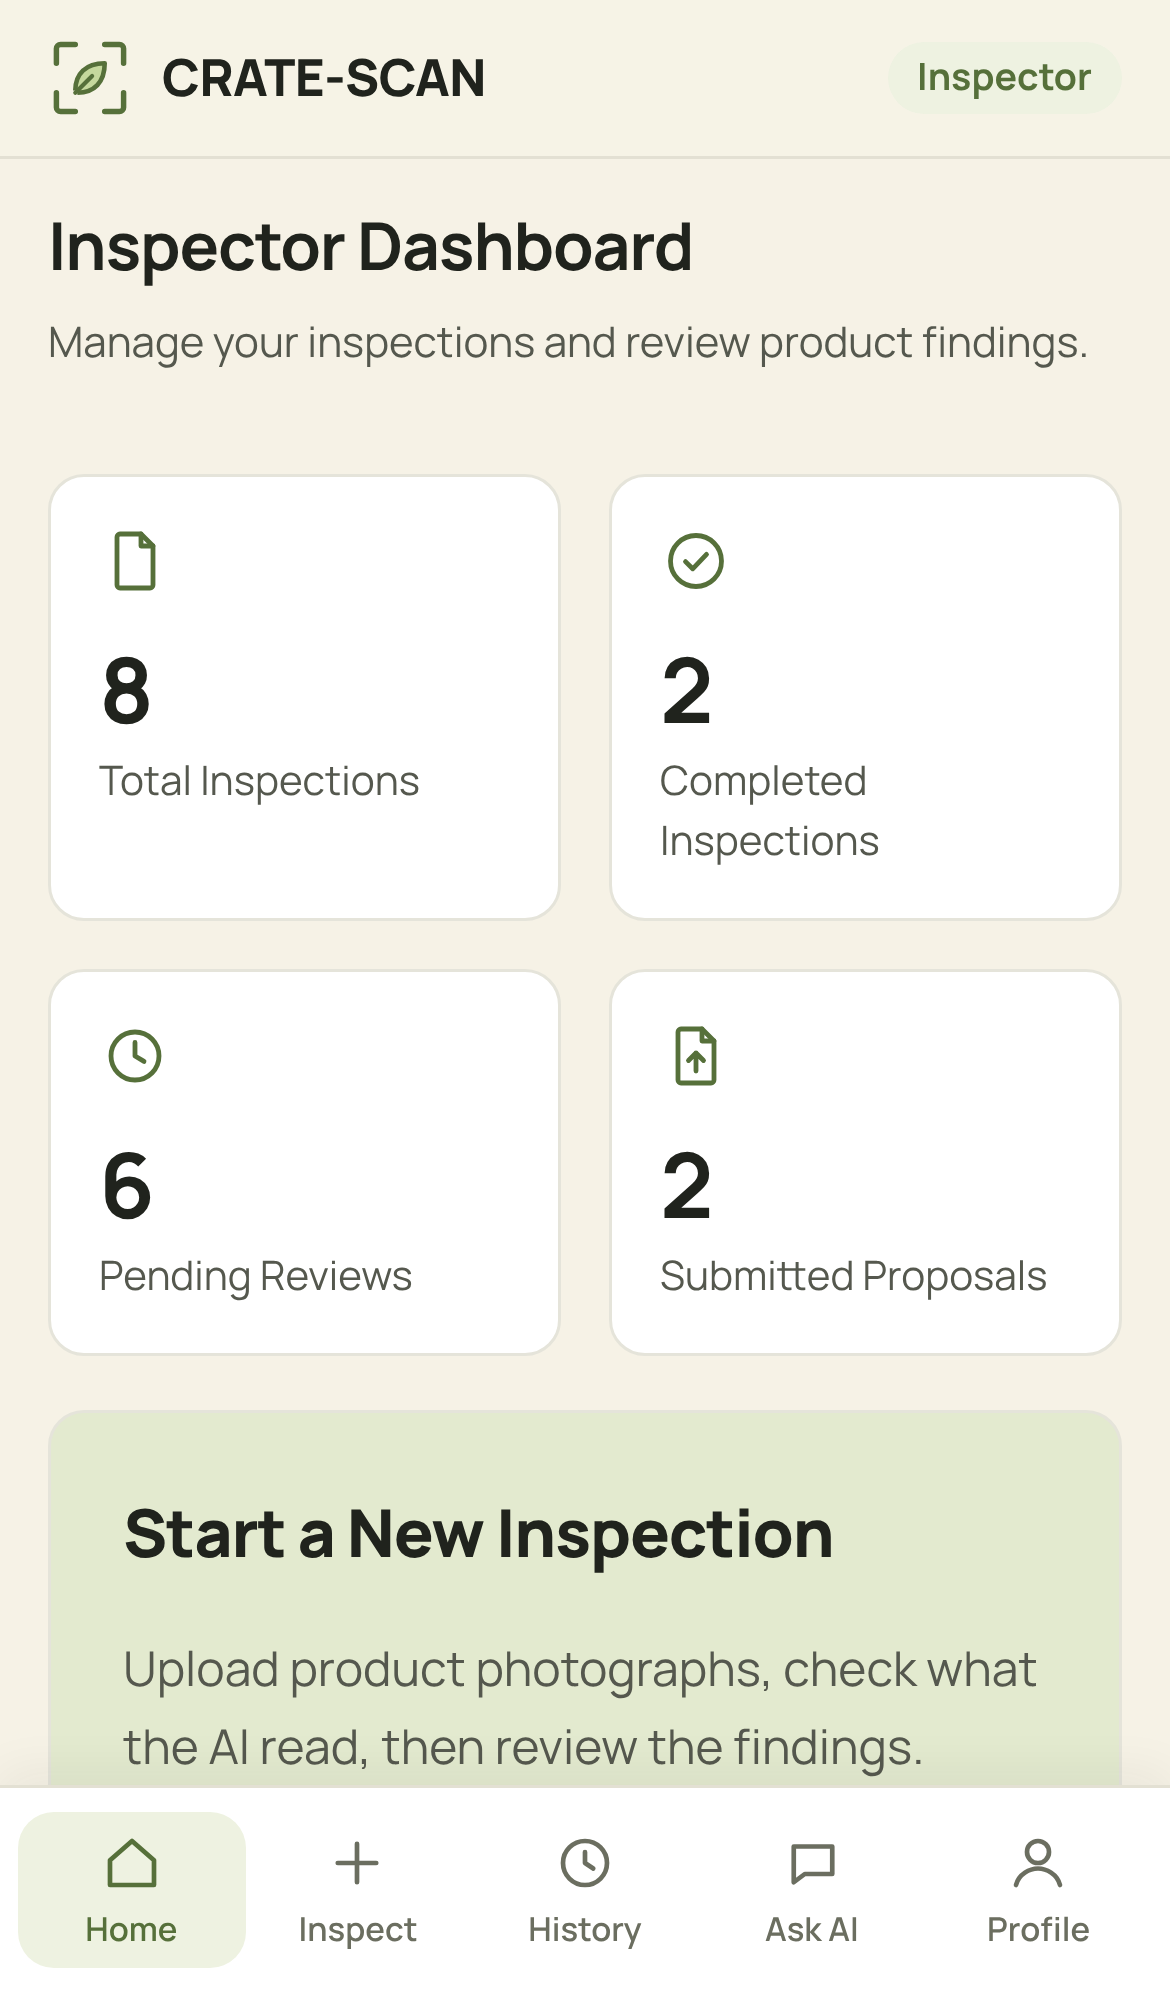 CRATE-SCAN
Inspector
Inspector Dashboard
Manage your inspections and review product findings.
8
Total Inspections
2
Completed
Inspections
6
Pending Reviews
2
Submitted Proposals
Start a New Inspection
Upload product photographs, check what
the AI read, then review the findings.
Home
Inspect
History
Ask AI
Profile